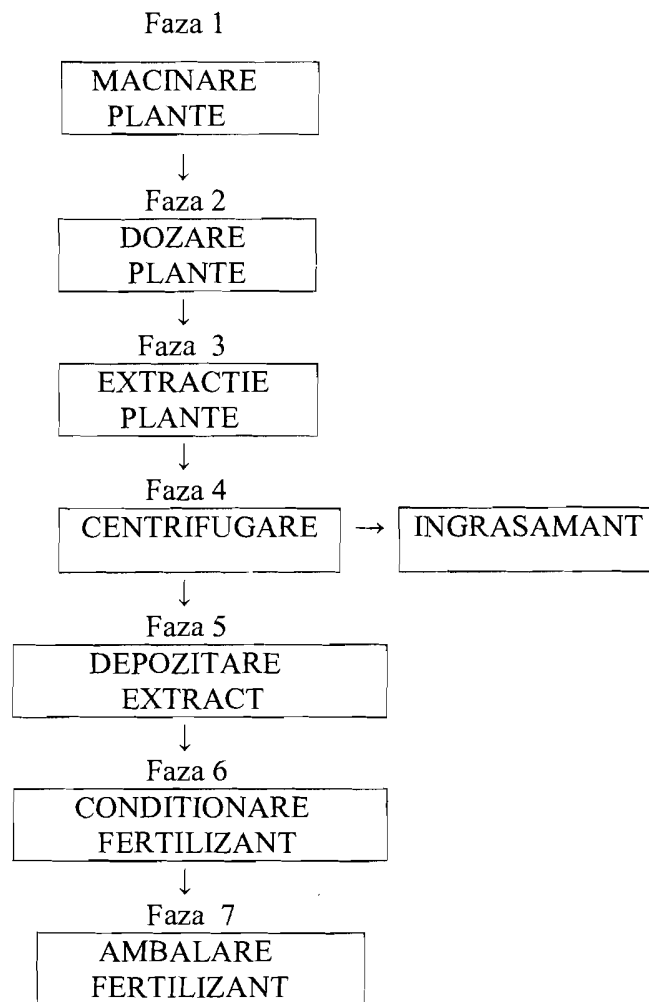 Faza 1
MACINARE
PLANTE
↓
Faza 2
DOZARE
PLANTE
↓
Faza 3
EXTRACTIE
PLANTE
↓
Faza 4
CENTRIFUGARE → INGRASAMANT
↓
Faza 5
DEPOZITARE
EXTRACT
↓
Faza 6
CONDITIONARE
FERTILIZANT
↓
Faza 7
AMBALARE
FERTILIZANT